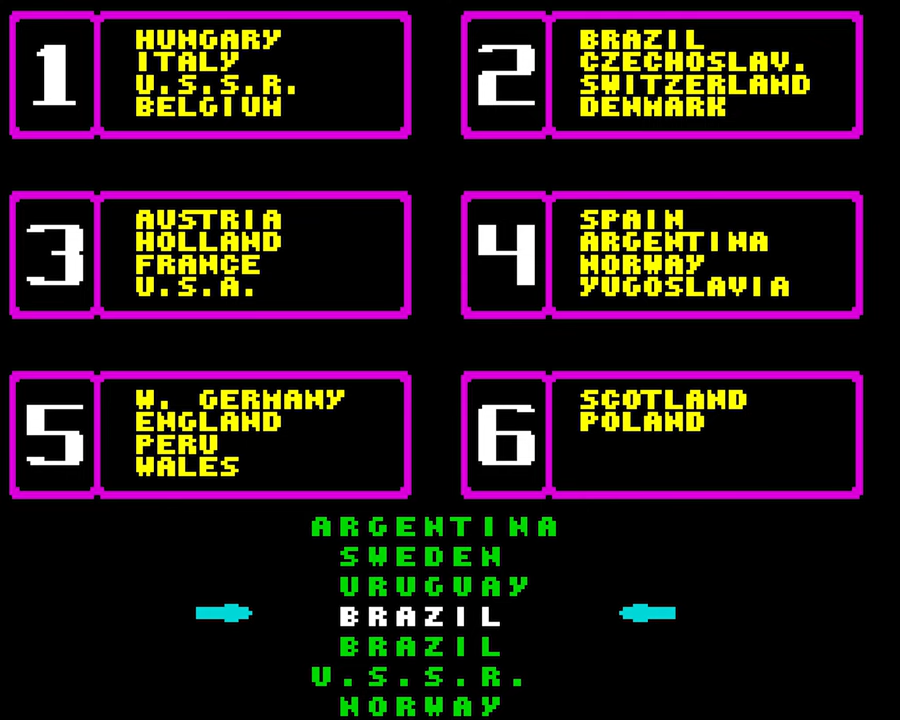 1
HUNGARY
ITALY
U.S.S.R.
BELGIUM
2
BRAZIL
CZECHOSLAV.
SWITZERLAND
DENMARK
3
AUSTRIA
HOLLAND
FRANCE
U.S.A.
4
SPAIN
ARGENTINA
NORWAY
YUGOSLAVIA
5
W. GERMANY
ENGLAND
PERU
WALES
6
SCOTLAND
POLAND
ARGENTINA
SWEDEN
URUGUAY
BRAZIL
BRAZIL
U.S.S.R.
NORWAY